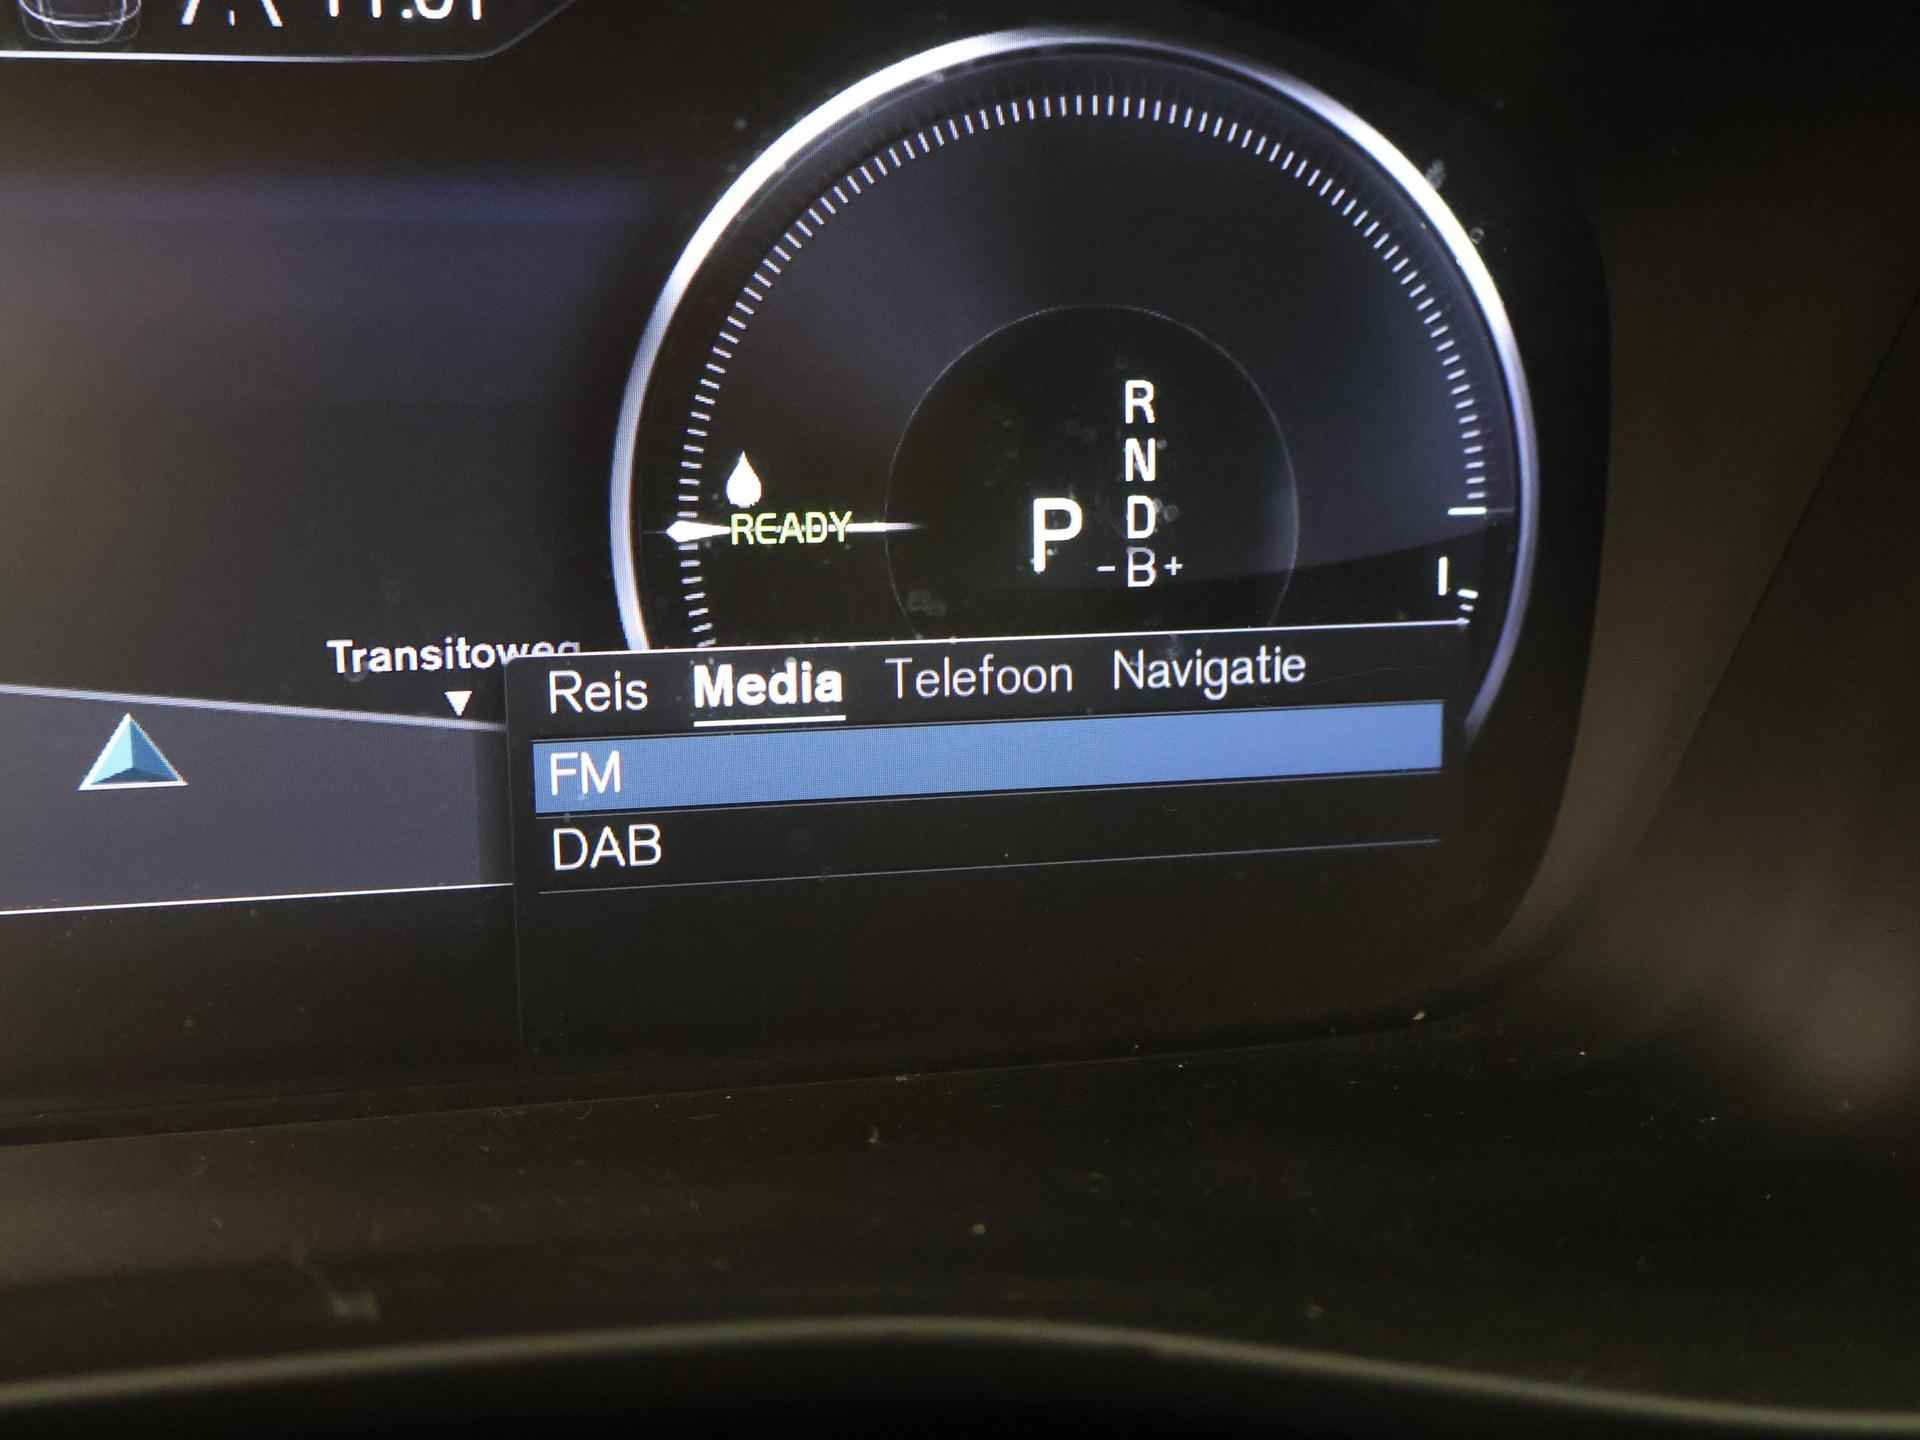 R
N
READY
P
D
-B+
Transitoweg
Reis Media Telefoon Navigatie
FM
DAB